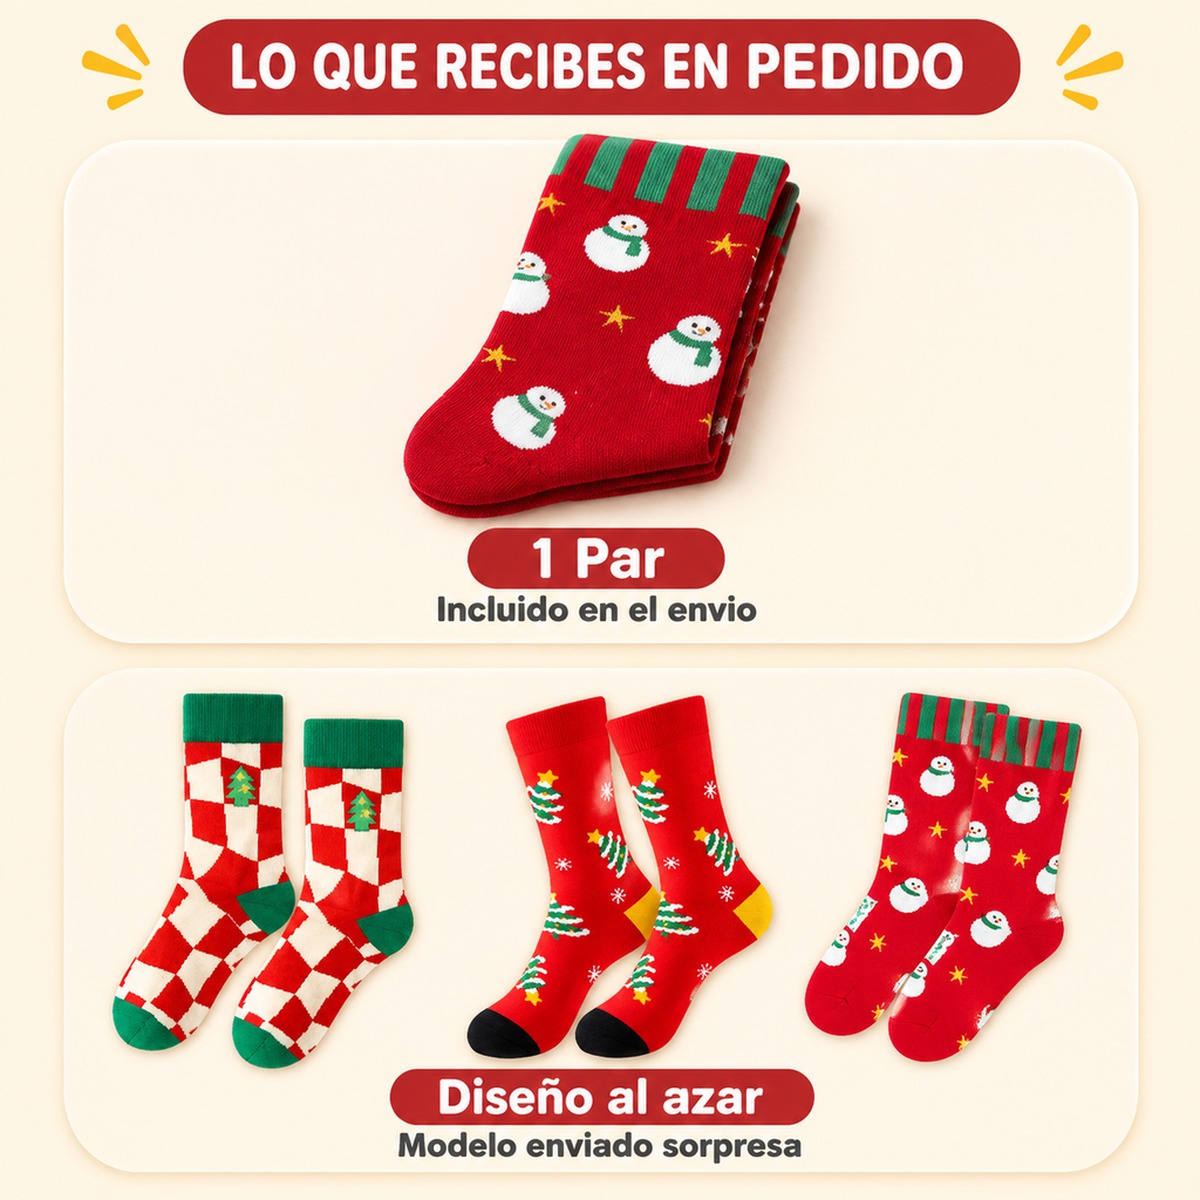 LO QUE RECIBES EN PEDIDO
1 Par
Incluido en el envio
Diseño al azar
Modelo enviado sorpresa